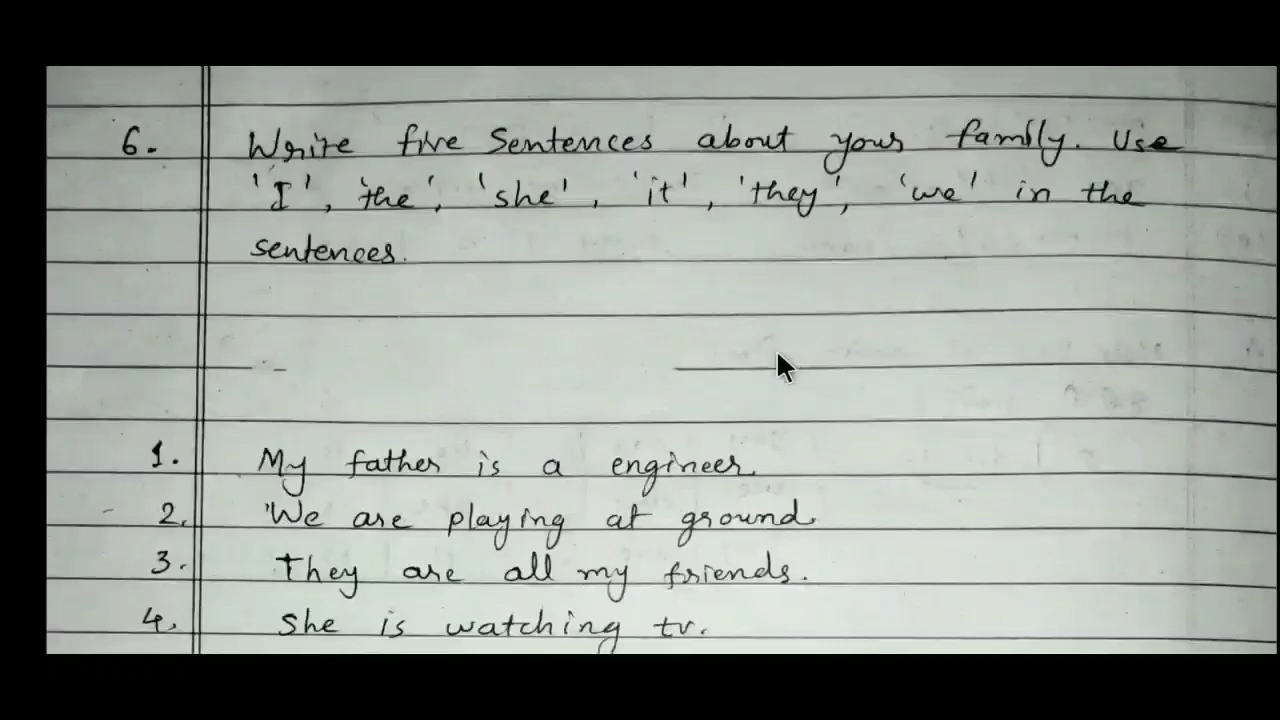 6. Write five Sentences about your family. Use
'I', 'the', 'she', 'it', 'they', 'we' in the
sentences.
1. My father is a engineer.
2. We are playing at ground.
3. They are all my friends.
4. She is watching tv.